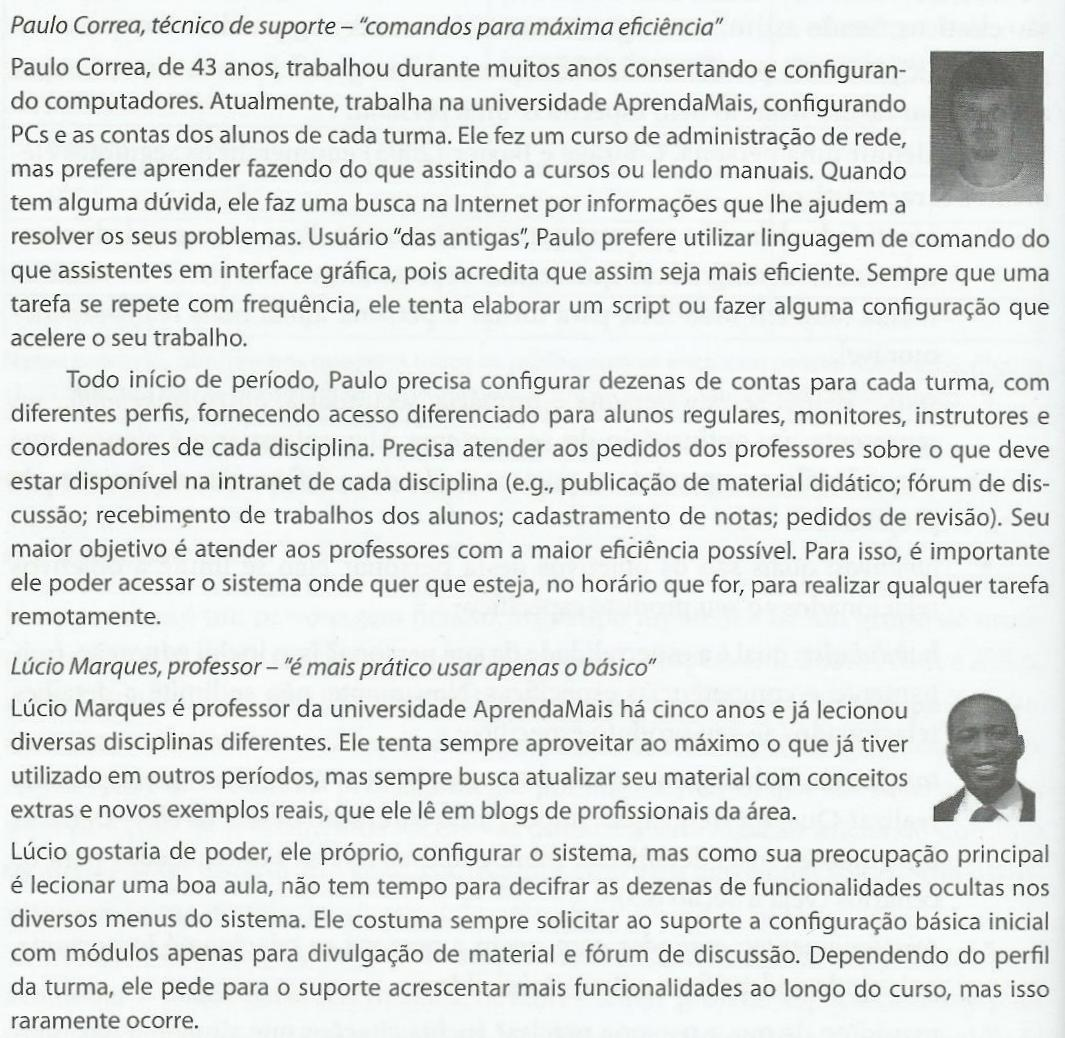 Paulo Correa, técnico de suporte – “comandos para máxima eficiência”
Paulo Correa, de 43 anos, trabalhou durante muitos anos consertando e configuran-
do computadores. Atualmente, trabalha na universidade AprendaMais, configurando
PCs e as contas dos alunos de cada turma. Ele fez um curso de administração de rede,
mas prefere aprender fazendo do que assitindo a cursos ou lendo manuais. Quando
tem alguma dúvida, ele faz uma busca na Internet por informações que lhe ajudem a
resolver os seus problemas. Usuário “das antigas”, Paulo prefere utilizar linguagem de comando do
que assistentes em interface gráfica, pois acredita que assim seja mais eficiente. Sempre que uma
tarefa se repete com frequência, ele tenta elaborar um script ou fazer alguma configuração que
acelere o seu trabalho.
Todo início de período, Paulo precisa configurar dezenas de contas para cada turma, com
diferentes perfis, fornecendo acesso diferenciado para alunos regulares, monitores, instrutores e
coordenadores de cada disciplina. Precisa atender aos pedidos dos professores sobre o que deve
estar disponível na intranet de cada disciplina (e.g., publicação de material didático; fórum de dis-
cussão; recebimento de trabalhos dos alunos; cadastramento de notas; pedidos de revisão). Seu
maior objetivo é atender aos professores com a maior eficiência possível. Para isso, é importante
ele poder acessar o sistema onde quer que esteja, no horário que for, para realizar qualquer tarefa
remotamente.
Lúcio Marques, professor – “é mais prático usar apenas o básico”
Lúcio Marques é professor da universidade AprendaMais há cinco anos e já lecionou
diversas disciplinas diferentes. Ele tenta sempre aproveitar ao máximo o que já tiver
utilizado em outros períodos, mas sempre busca atualizar seu material com conceitos
extras e novos exemplos reais, que ele lê em blogs de profissionais da área.
Lúcio gostaria de poder, ele próprio, configurar o sistema, mas como sua preocupação principal
é lecionar uma boa aula, não tem tempo para decifrar as dezenas de funcionalidades ocultas nos
diversos menus do sistema. Ele costuma sempre solicitar ao suporte a configuração básica inicial
com módulos apenas para divulgação de material e fórum de discussão. Dependendo do perfil
da turma, ele pede para o suporte acrescentar mais funcionalidades ao longo do curso, mas isso
raramente ocorre.